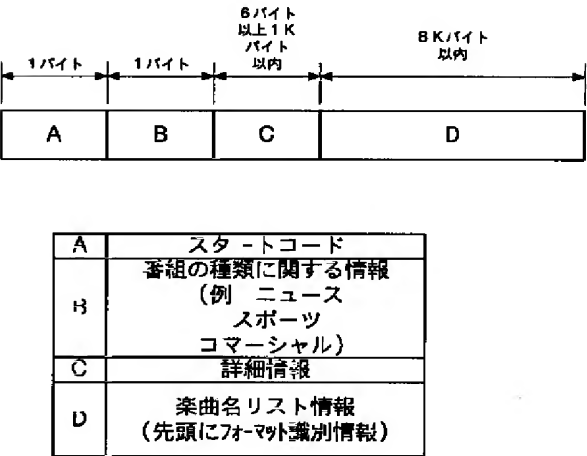 1バイト
1バイト
6バイト
以上1K
バイト
以内
8Kバイト
以内
A
B
C
D
A
スタートコード
B
番組の種類に関する情報
(例 ニュース
スポーツ
コマーシャル)
C
詳細情報
D
楽曲名リスト情報
(先頭にフォーマット識別情報)